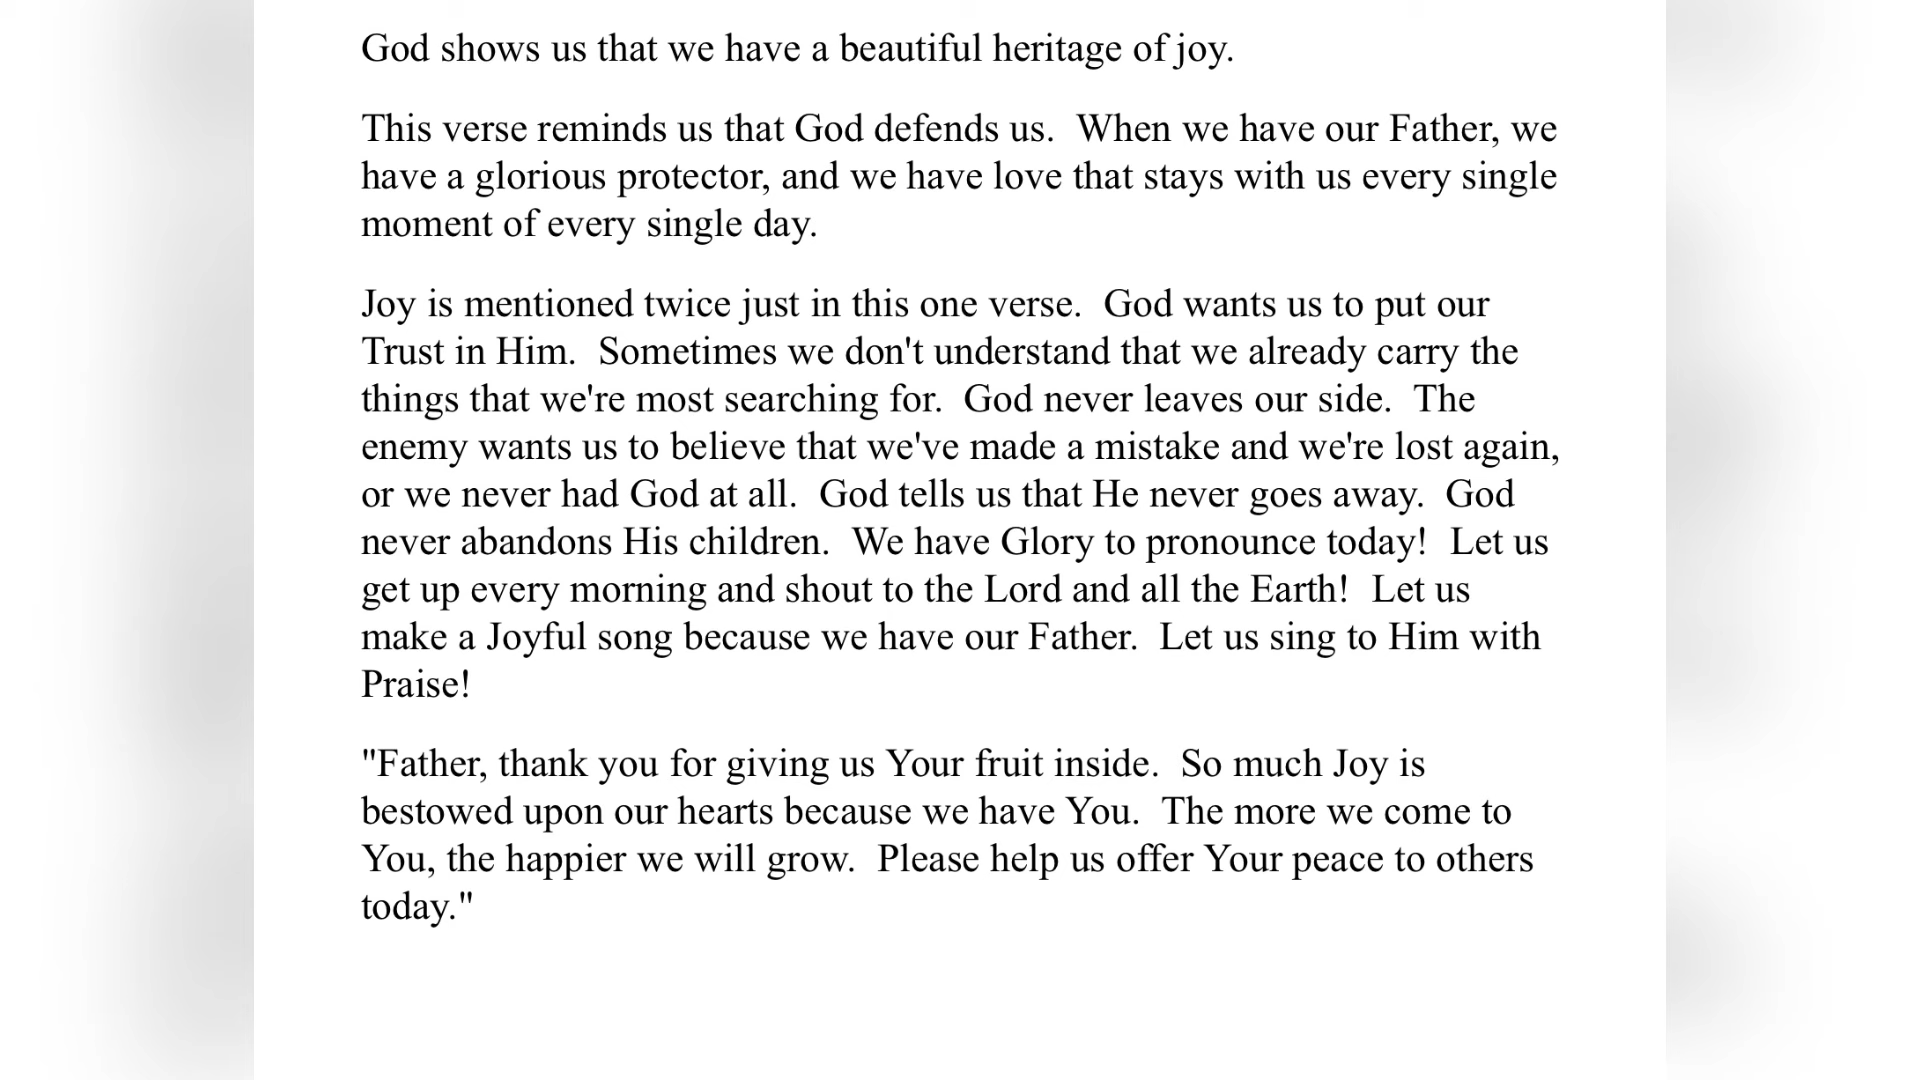 God shows us that we have a beautiful heritage of joy.
This verse reminds us that God defends us.  When we have our Father, we
have a glorious protector, and we have love that stays with us every single
moment of every single day.
Joy is mentioned twice just in this one verse.  God wants us to put our
Trust in Him.  Sometimes we don't understand that we already carry the
things that we're most searching for.  God never leaves our side.  The
enemy wants us to believe that we've made a mistake and we're lost again,
or we never had God at all.  God tells us that He never goes away.  God
never abandons His children.  We have Glory to pronounce today!  Let us
get up every morning and shout to the Lord and all the Earth!  Let us
make a Joyful song because we have our Father.  Let us sing to Him with
Praise!
"Father, thank you for giving us Your fruit inside.  So much Joy is
bestowed upon our hearts because we have You.  The more we come to
You, the happier we will grow.  Please help us offer Your peace to others
today."